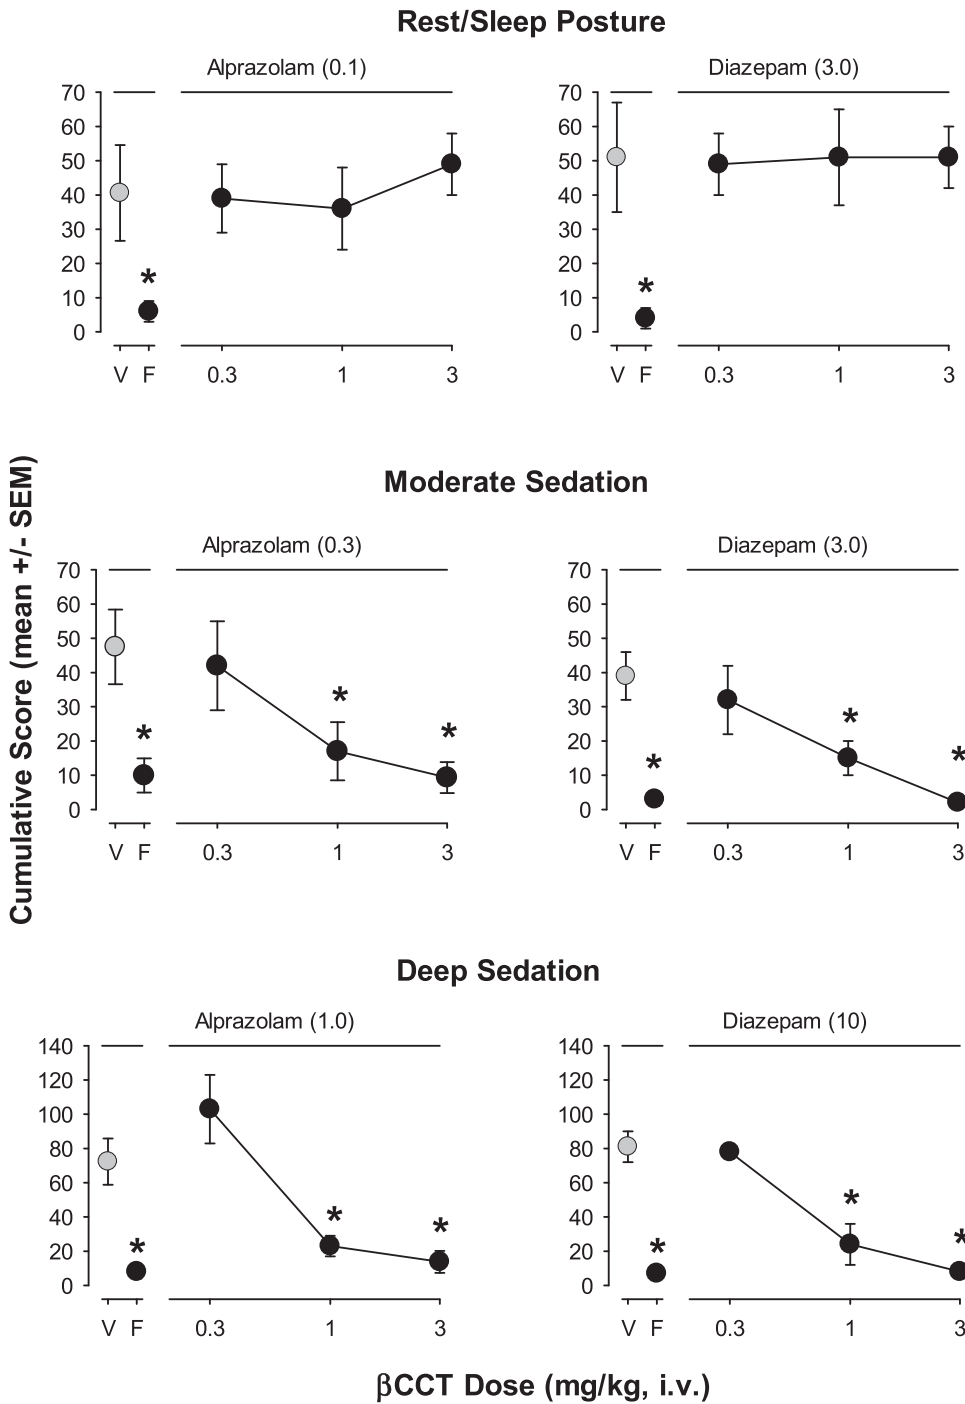 Rest/Sleep Posture
Alprazolam (0.1)
Diazepam (3.0)
70
60
50
40
30
20
10
0
70
60
50
40
30
20
10
0
*
*
V F 0.3 1 3
V F 0.3 1 3
Cumulative Score (mean +/- SEM)
Moderate Sedation
Alprazolam (0.3)
Diazepam (3.0)
70
60
50
40
30
20
10
0
70
60
50
40
30
20
10
0
* * *
* * *
V F 0.3 1 3
V F 0.3 1 3
Deep Sedation
Alprazolam (1.0)
Diazepam (10)
140
120
100
80
60
40
20
0
140
120
100
80
60
40
20
0
* * *
* * *
V F 0.3 1 3
V F 0.3 1 3
βCCT Dose (mg/kg, i.v.)